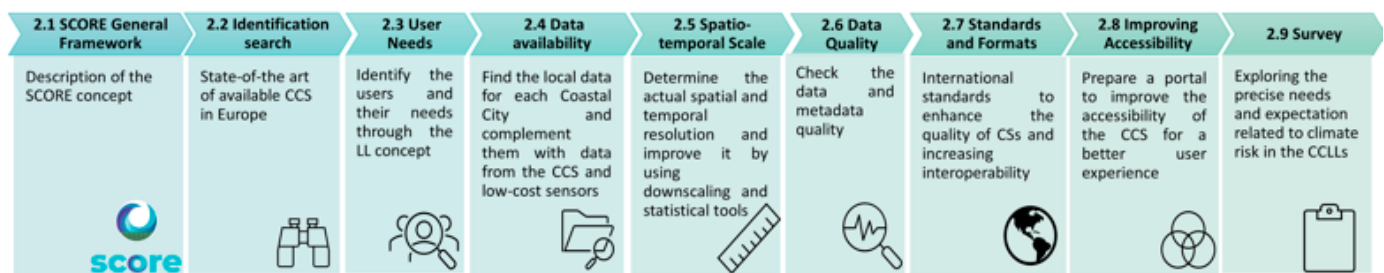 2.1 SCORE General
Framework
Description of the
SCORE concept
score
2.2 Identification
search
State-of-the art
of available CCS
in Europe
2.3 User
Needs
Identify the
users and
their needs
through the
LL concept
2.4 Data
availability
Find the local data
for each Coastal
City and
complement
them with data
from the CCS and
low-cost sensors
2.5 Spatio-
temporal Scale
Determine the
actual spatial and
temporal
resolution and
improve it by
using
downscaling and
statistical tools
2.6 Data
Quality
Check the
data and
metadata
quality
2.7 Standards
and Formats
International
standards to
enhance the
quality of CSs and
increasing
interoperability
2.8 Improving
Accessibility
Prepare a portal
to improve the
accessibility of
the CCS for a
better user
experience
2.9 Survey
Exploring the
precise needs
and expectation
related to climate
risk in the CCLLs